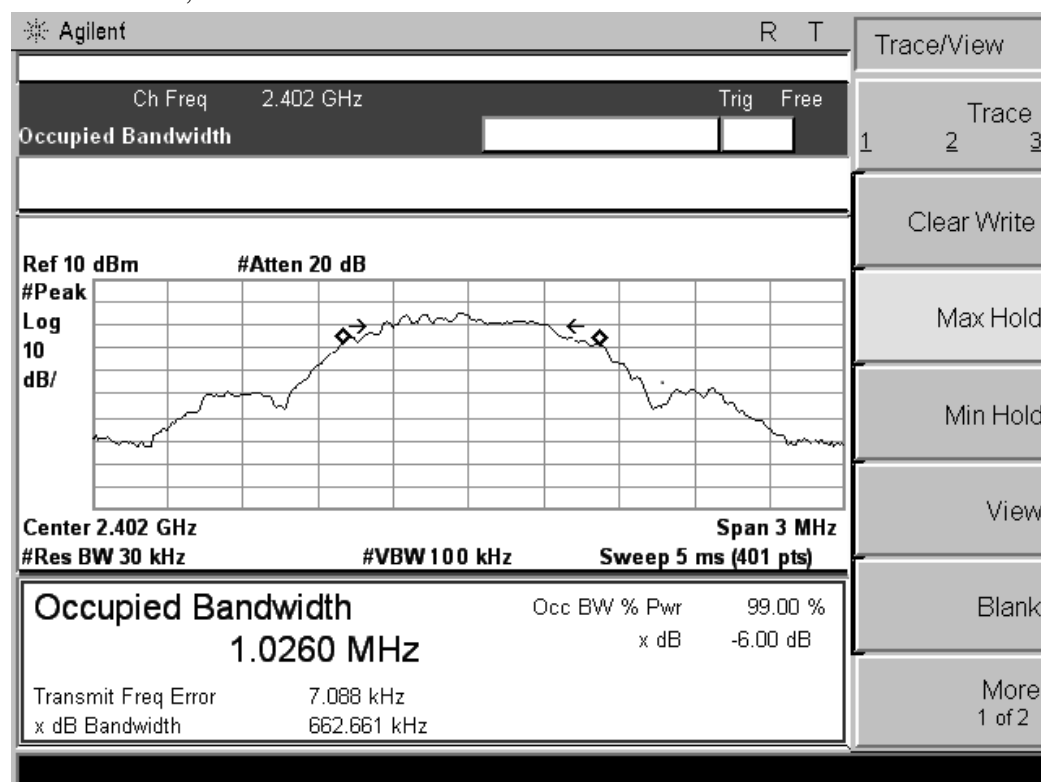 Agilent R T
Trace/View
Ch Freq 2.402 GHz Trig Free
Occupied Bandwidth
Trace
1 2 3
Clear Write
Ref 10 dBm #Atten 20 dB
#Peak
Log
10
dB/
Max Hold
Min Hold
View
Center 2.402 GHz Span 3 MHz
#Res BW 30 kHz #VBW 100 kHz Sweep 5 ms (401 pts)
Occupied Bandwidth Occ BW % Pwr 99.00 %
1.0260 MHz x dB -6.00 dB
Blank
Transmit Freq Error 7.088 kHz
x dB Bandwidth 662.661 kHz
More
1 of 2